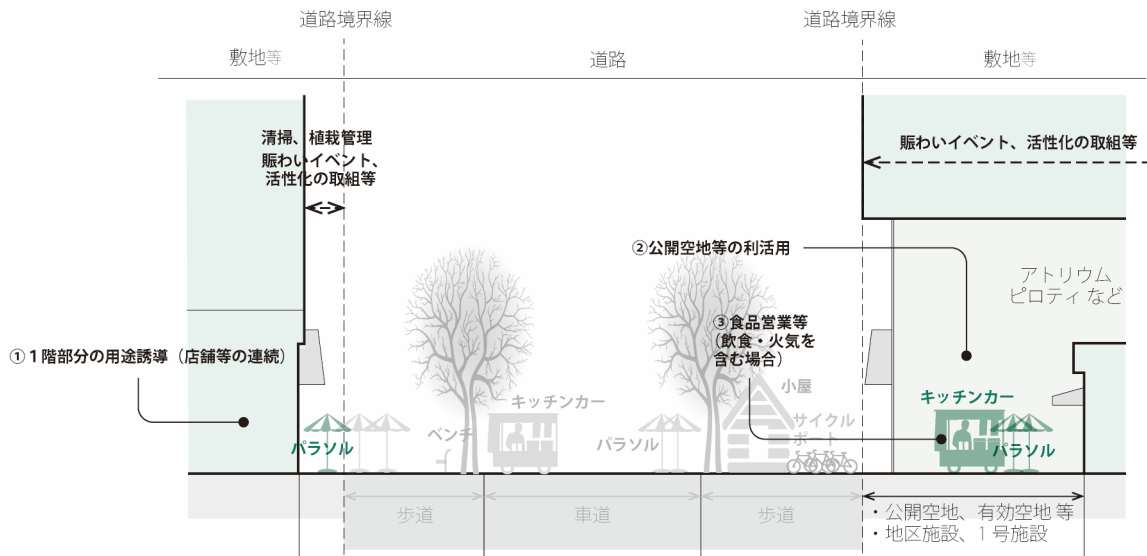 道路境界線
道路境界線
敷地等
道路
敷地等
清掃、植栽管理
賑わいイベント、
活性化の取組等
賑わいイベント、活性化の取組等
②公開空地等の利活用
アトリウム
ピロティ など
③食品営業等
（飲食・火気を
含む場合）
①１階部分の用途誘導（店舗等の連続）
小屋
キッチンカー
キッチンカー
サイクル
ポート
ベンチ
パラソル
パラソル
パラソル
歩道
車道
歩道
・公開空地、有効空地 等
・地区施設、1 号施設